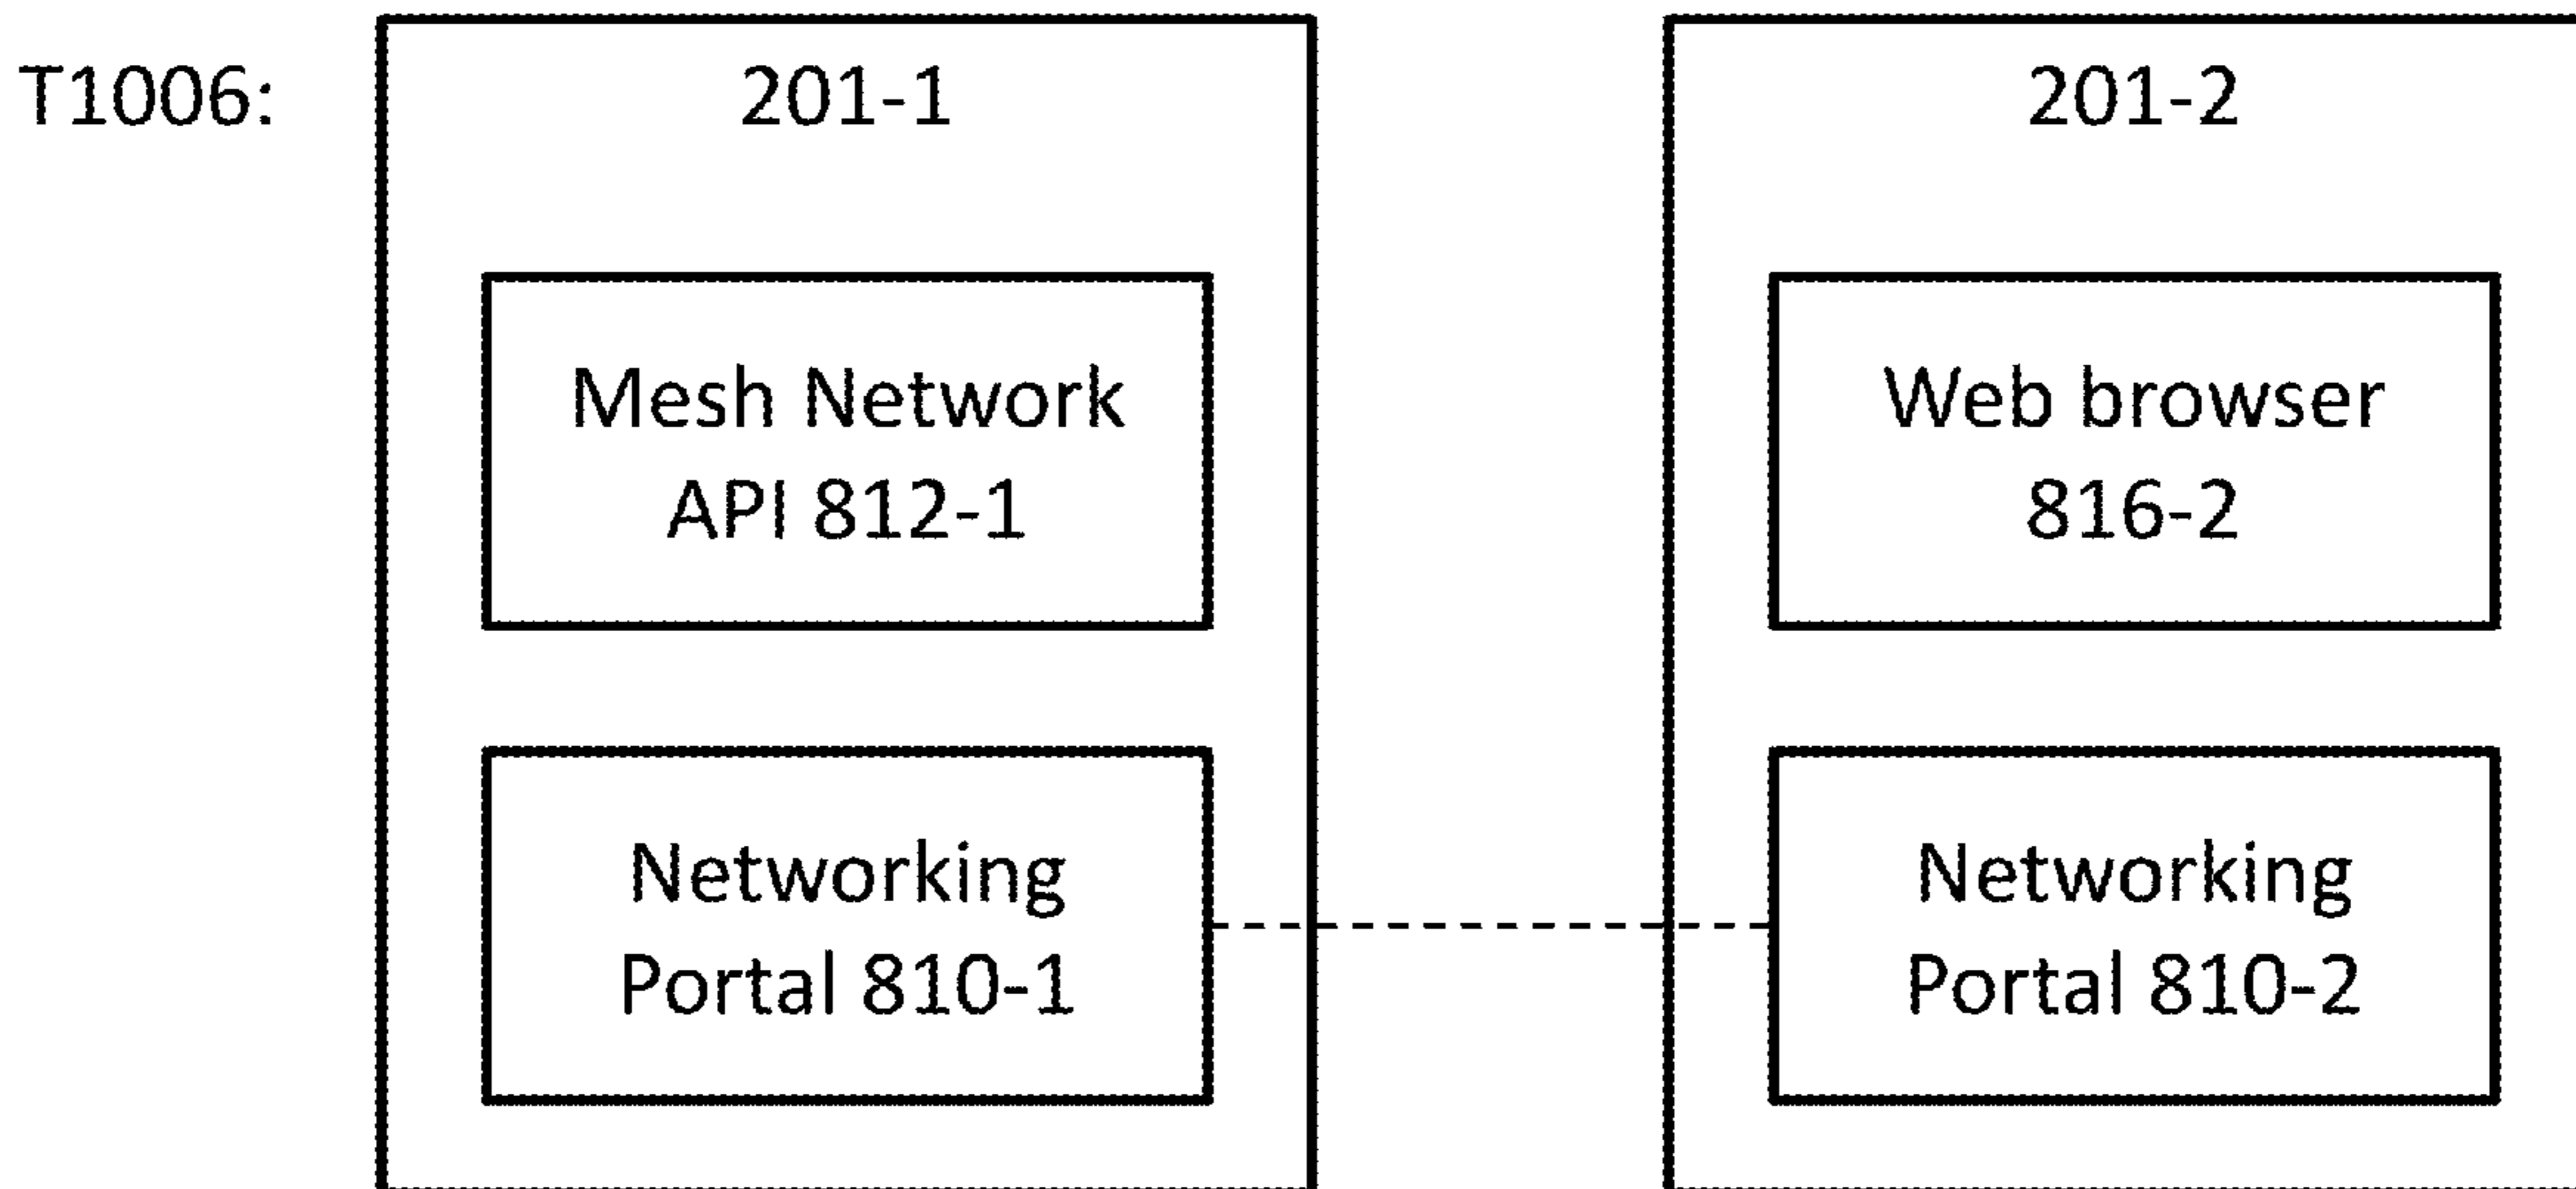 T1006:
201-1
Mesh Network
API 812-1
Networking
Portal 810-1
201-2
Web browser
816-2
Networking
Portal 810-2